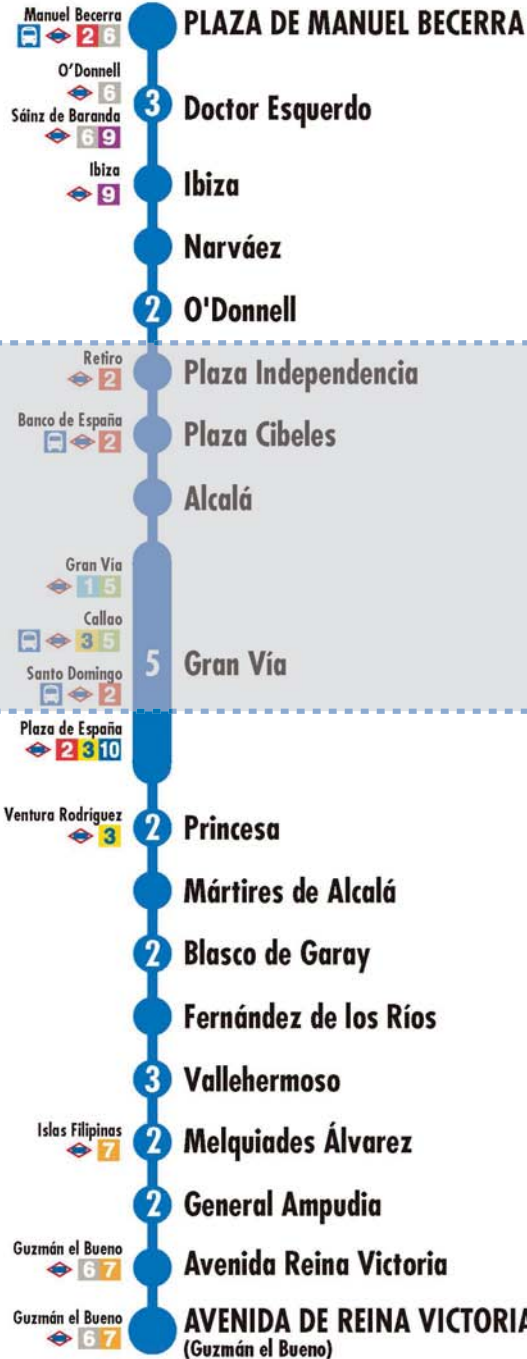 Manuel Becerra
2 6
PLAZA DE MANUEL BECERRA
O'Donnell
6
Sáinz de Baranda
6 9
3 Doctor Esquerdo
Ibiza
9
Ibiza
Narváez
2 O'Donnell
Retiro
2
Plaza Independencia
Banco de España
2
Plaza Cibeles
Alcalá
Gran Vía
1 5
Callao
3 5
Santo Domingo
2
5 Gran Vía
Plaza de España
2 3 10
Ventura Rodríguez
3
2 Princesa
Mártires de Alcalá
2 Blasco de Garay
Fernández de los Ríos
3 Vallehermoso
Islas Filipinas
7
2 Melquiades Álvarez
2 General Ampudia
Guzmán el Bueno
6 7
Avenida Reina Victoria
Guzmán el Bueno
6 7
AVENIDA DE REINA VICTORIA
(Guzmán el Bueno)